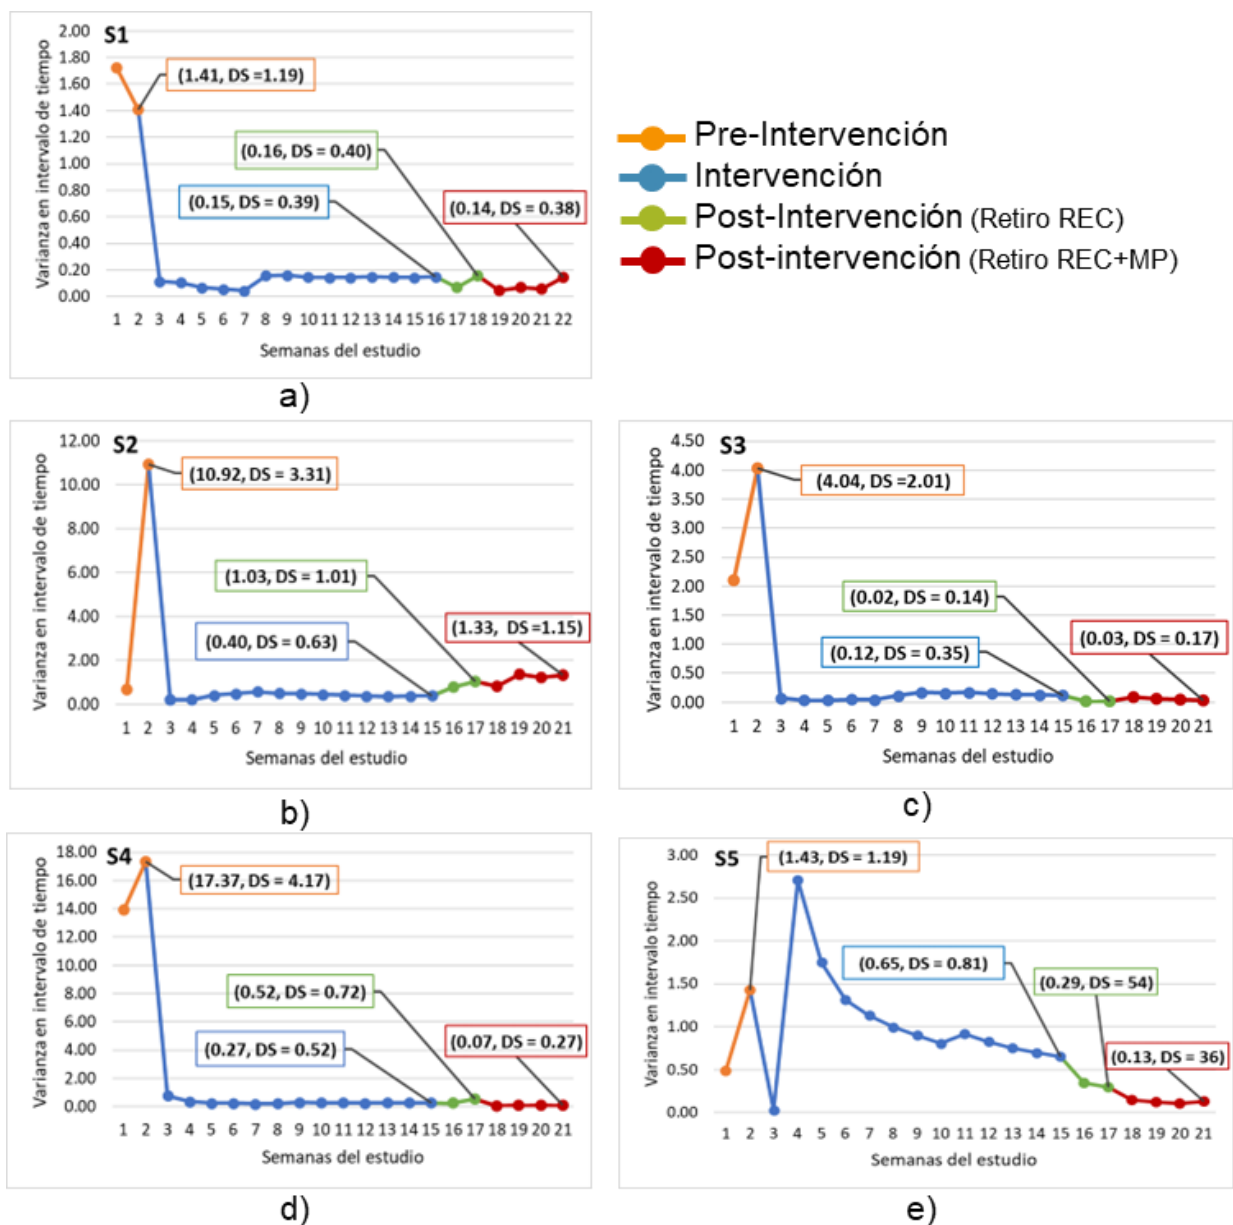 S1
2.00
1.80
1.60
1.40
1.20
1.00
0.80
0.60
0.40
0.20
0.00
Varianza en intervalo de tiempo
(1.41, DS =1.19)
(0.16, DS = 0.40)
(0.15, DS = 0.39)
(0.14, DS = 0.38)
1 2 3 4 5 6 7 8 9 10 11 12 13 14 15 16 17 18 19 20 21 22
Semanas del estudio
a)
Pre-Intervención
Intervención
Post-Intervención (Retiro REC)
Post-intervención (Retiro REC+MP)
S2
12.00
10.00
8.00
6.00
4.00
2.00
0.00
Varianza en intervalo de tiempo
(10.92, DS = 3.31)
(1.03, DS = 1.01)
(0.40, DS = 0.63)
(1.33, DS =1.15)
1 2 3 4 5 6 7 8 9 10 11 12 13 14 15 16 17 18 19 20 21
Semanas del estudio
b)
S3
4.50
4.00
3.50
3.00
2.50
2.00
1.50
1.00
0.50
0.00
Varianza en intervalo de tiempo
(4.04, DS =2.01)
(0.02, DS = 0.14)
(0.12, DS = 0.35)
(0.03, DS = 0.17)
1 2 3 4 5 6 7 8 9 10 11 12 13 14 15 16 17 18 19 20 21
Semanas del estudio
c)
S4
18.00
16.00
14.00
12.00
10.00
8.00
6.00
4.00
2.00
0.00
Varianza en intervalo de tiempo
(17.37, DS = 4.17)
(0.52, DS = 0.72)
(0.27, DS = 0.52)
(0.07, DS = 0.27)
1 2 3 4 5 6 7 8 9 10 11 12 13 14 15 16 17 18 19 20 21
Semanas del estudio
d)
S5
3.00
2.50
2.00
1.50
1.00
0.50
0.00
Varianza en intervalo tiempo
(1.43, DS = 1.19)
(0.65, DS = 0.81)
(0.29, DS = 54)
(0.13, DS = 36)
1 2 3 4 5 6 7 8 9 10 11 12 13 14 15 16 17 18 19 20 21
Semanas del estudio
e)